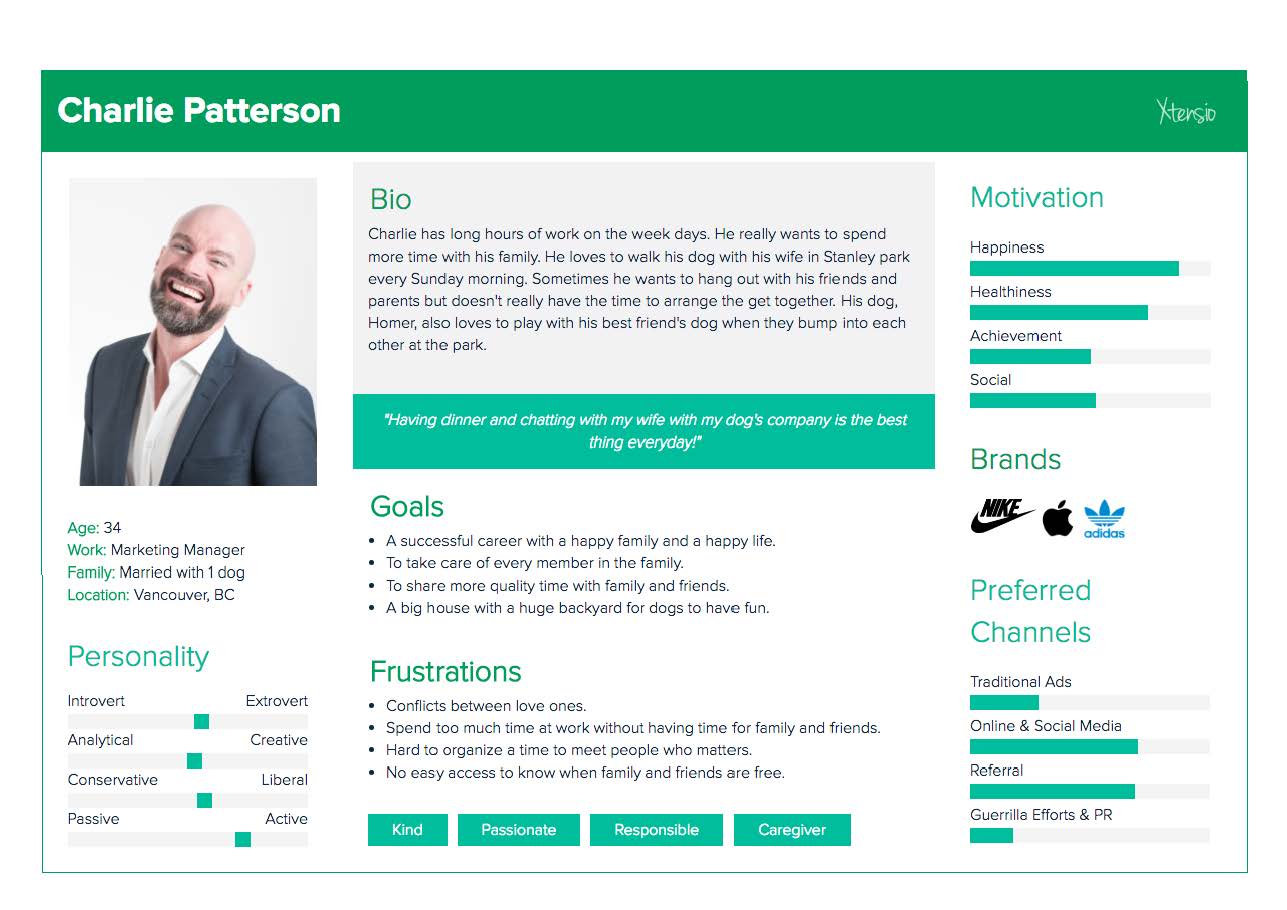 Charlie Patterson
Xtensio
Bio
Charlie has long hours of work on the week days. He really wants to spend
more time with his family. He loves to walk his dog with his wife in Stanley park
every Sunday morning. Sometimes he wants to hang out with his friends and
parents but doesn't really have the time to arrange the get together. His dog,
Homer, also loves to play with his best friend's dog when they bump into each
other at the park.
"Having dinner and chatting with my wife with my dog's company is the best
thing everyday!"
Age: 34
Work: Marketing Manager
Family: Married with 1 dog
Location: Vancouver, BC
Personality
Introvert Extrovert
Analytical Creative
Conservative Liberal
Passive Active
Goals
• A successful career with a happy family and a happy life.
• To take care of every member in the family.
• To share more quality time with family and friends.
• A big house with a huge backyard for dogs to have fun.
Frustrations
• Conflicts between love ones.
• Spend too much time at work without having time for family and friends.
• Hard to organize a time to meet people who matters.
• No easy access to know when family and friends are free.
Kind Passionate Responsible Caregiver
Motivation
Happiness
Healthiness
Achievement
Social
Brands
NIKE
adidas
Preferred
Channels
Traditional Ads
Online & Social Media
Referral
Guerrilla Efforts & PR